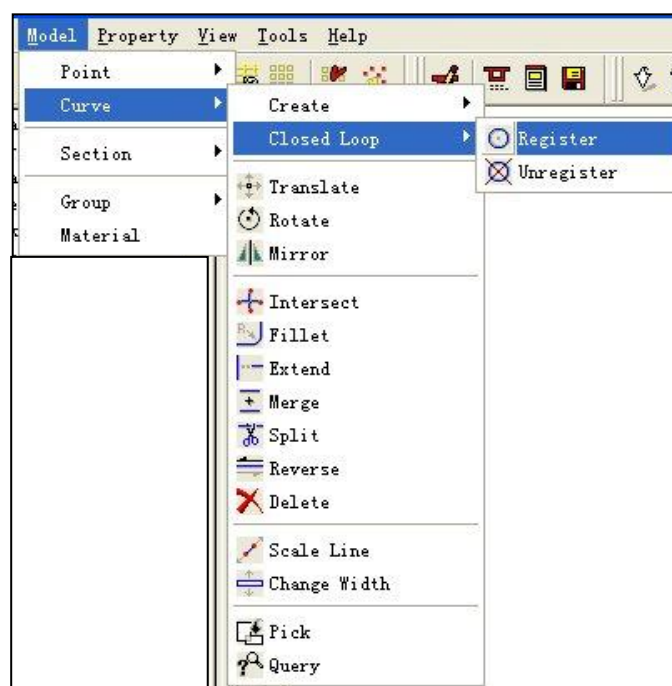 Model Property View Tools Help
Point
Curve
Section
Group
Material
Create
Closed Loop
Translate
Rotate
Mirror
Intersect
Fillet
Extend
Merge
Split
Reverse
Delete
Scale Line
Change Width
Pick
Query
Register
Unregister